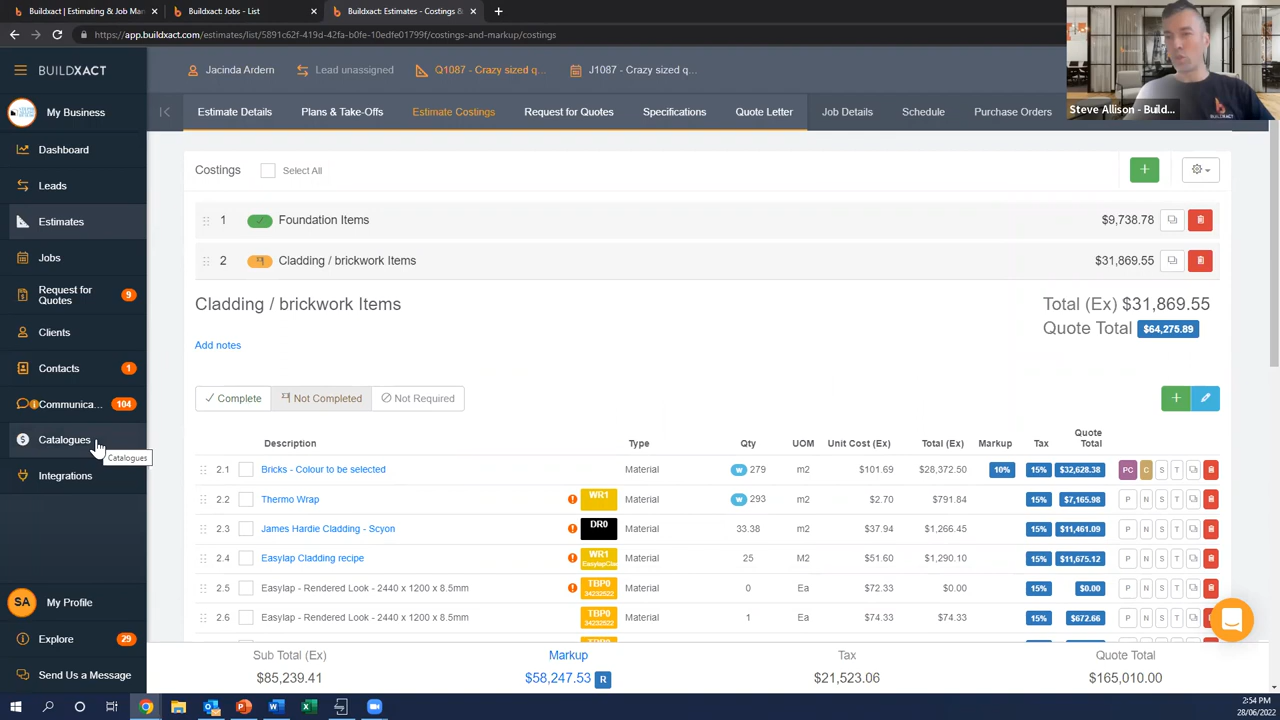 Buildxact | Estimating & Job Man
Buildxact Jobs - List
Buildxact Estimates - Costings &
https://app.buildxact.com/estimates/list/5891c62f-419d-42fa-b0fe-10edf01799f/costings-and-markup/costings
BUILDXACT
Jacinda Ardern
Lead unassigned
Q1087 - Crazy sized q...
J1087 - Crazy sized q...
Steve Allison - Build...
My Business
Dashboard
Leads
Estimates
Jobs
Request for Quotes 9
Clients
Contacts 1
Communica... 104
Catalogues
Catalogues
Integrations
SA My Profile
Explore 29
Send Us a Message
Estimate Details
Plans & Take-
Estimate Costings
Request for Quotes
Specifications
Quote Letter
Job Details
Schedule
Purchase Orders
Costings Select All
1 Foundation Items $9,738.78
2 Cladding / brickwork Items $31,869.55
Cladding / brickwork Items
Total (Ex) $31,869.55
Quote Total $64,275.89
Add notes
Complete Not Completed Not Required
Description Type Qty UOM Unit Cost (Ex) Total (Ex) Markup Tax Quote Total
2.1 Bricks - Colour to be selected Material w 279 m2 $101.69 $28,372.50 10% 15% $32,628.38 PC C S T
2.2 Thermo Wrap WR1 Material w 293 m2 $2.70 $791.84 15% $7,165.98 P N S T
2.3 James Hardie Cladding - Scyon DR0 Material 33.38 m2 $37.94 $1,266.45 15% $11,461.09 P N S T
2.4 Easylap Cladding recipe WR1 EasylapCla Material 25 M2 $51.60 $1,290.10 15% $11,675.12 P N S T
2.5 Easylap - Rendered Look - 2440 x 1200 x 8.5mm TBP0 34232522 Material 0 Ea $72.33 $0.00 15% $0.00 P N S T
2.6 Easylap - Rendered Look - 2440 x 1200 x 8.5mm TBP0 34232522 Material 1 Ea $74.33 $74.33 15% $672.66 P N S T
Sub Total (Ex) Markup Tax Quote Total
$85,239.41 $58,247.53 R $21,523.06 $165,010.00
2:54 PM
28/06/2022